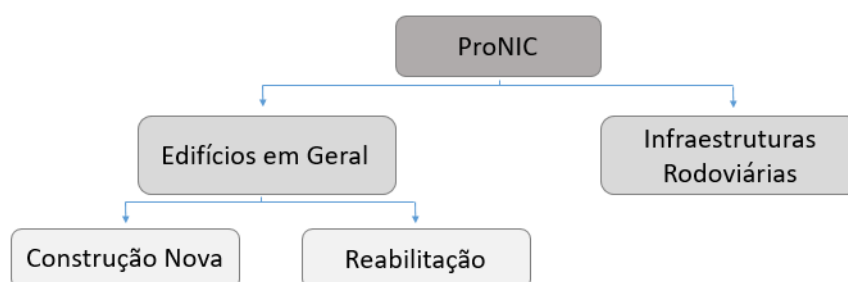 ProNIC
Edifícios em Geral
Infraestruturas
Rodoviárias
Construção Nova
Reabilitação